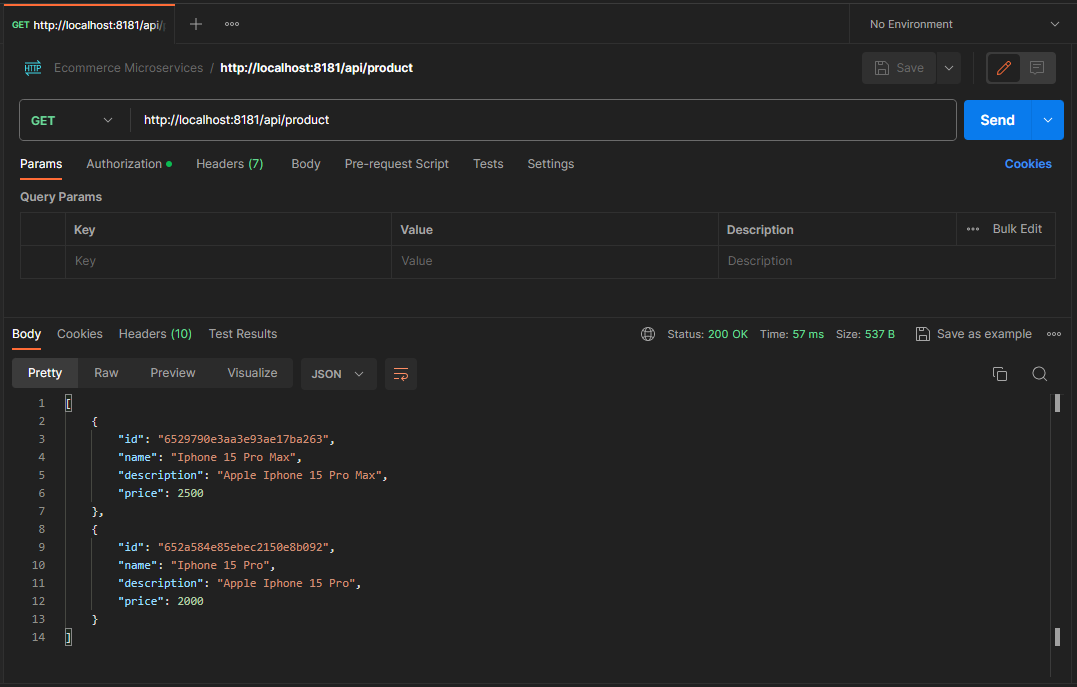 GET http://localhost:8181/api/
No Environment
HTTP Ecommerce Microservices / http://localhost:8181/api/product
Save
GET http://localhost:8181/api/product
Send
Params Authorization Headers (7) Body Pre-request Script Tests Settings Cookies
Query Params
Key Value Description Bulk Edit
Key Value Description
Body Cookies Headers (10) Test Results Status: 200 OK Time: 57 ms Size: 537 B Save as example
Pretty Raw Preview Visualize JSON
1 [
2 {
3 "id": "6529790e3aa3e93ae17ba263",
4 "name": "Iphone 15 Pro Max",
5 "description": "Apple Iphone 15 Pro Max",
6 "price": 2500
7 },
8 {
9 "id": "652a584e85ebec2150e8b092",
10 "name": "Iphone 15 Pro",
11 "description": "Apple Iphone 15 Pro",
12 "price": 2000
13 }
14 ]